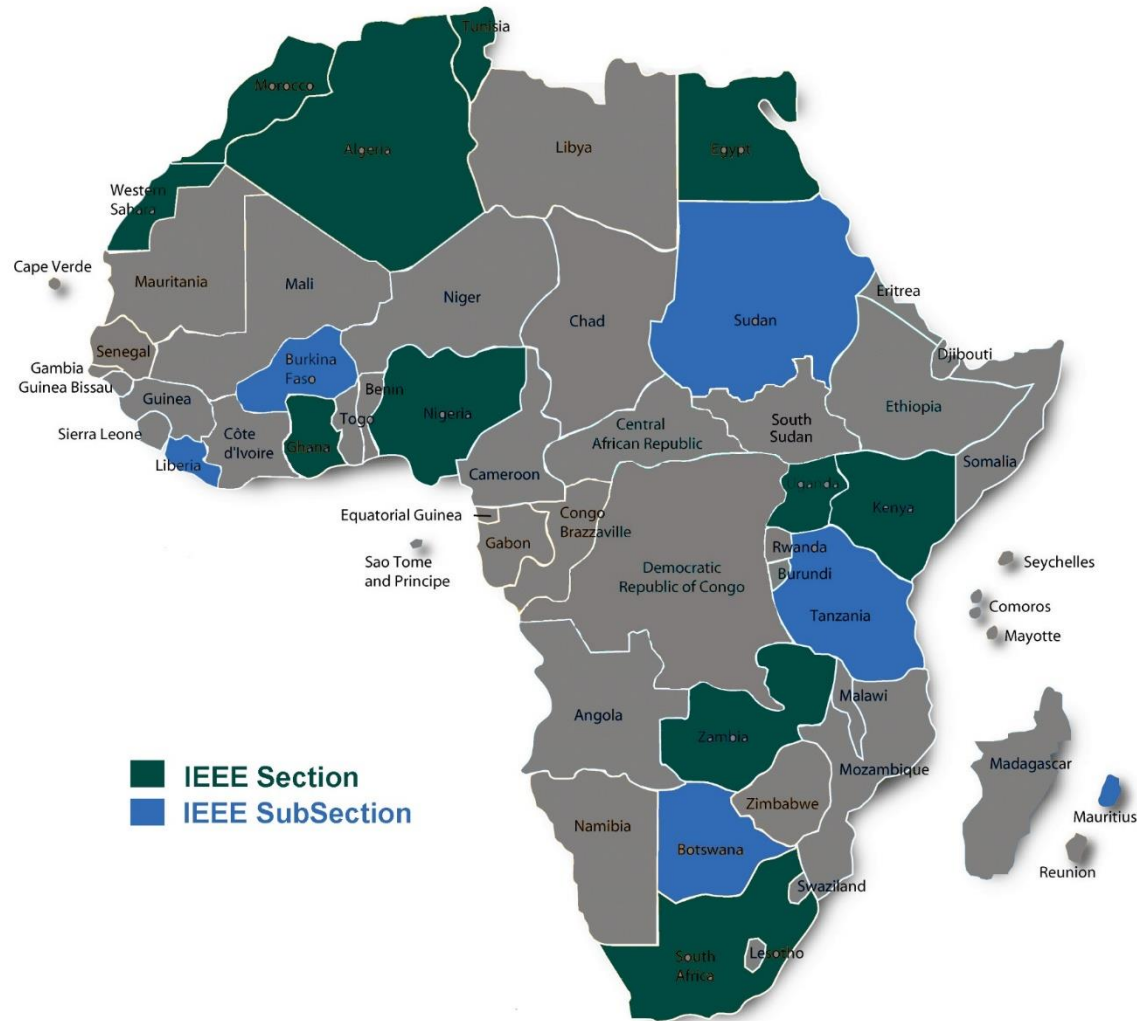 Tunisia
Morocco
Algeria
Libya
Egypt
Western
Sahara
Cape Verde
Mauritania
Mali
Niger
Chad
Sudan
Eritrea
Senegal
Gambia
Guinea Bissau
Burkina
Faso
Djibouti
Guinea
Benin
Nigeria
Togo
Ethiopia
Sierra Leone
Côte
d'Ivoire
Ghana
Central
African Republic
South
Sudan
Liberia
Cameroon
Somalia
Uganda
Kenya
Equatorial Guinea
Congo
Brazzaville
Gabon
Rwanda
Sao Tome
and Principe
Democratic
Republic of Congo
Burundi
Seychelles
Comoros
Tanzania
Mayotte
Malawi
Angola
Zambia
Mozambique
Madagascar
IEEE Section
IEEE SubSection
Zimbabwe
Namibia
Mauritius
Botswana
Reunion
Swaziland
Lesotho
South
Africa